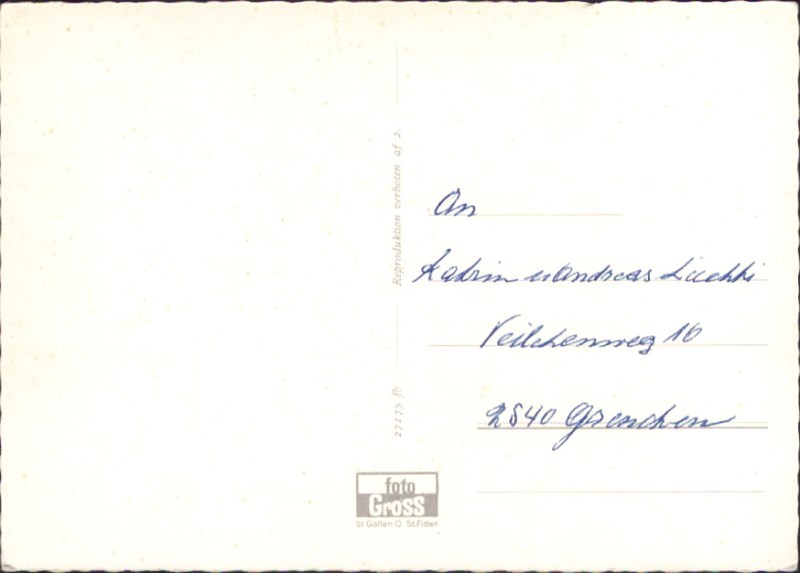 An
Katrin u Andreas Lüthi
Veilchenweg 16
2540 Grenchen
Reproduktion verboten af 2.
27175 fb
foto
Gross
St.Gallen O. St.Fiden